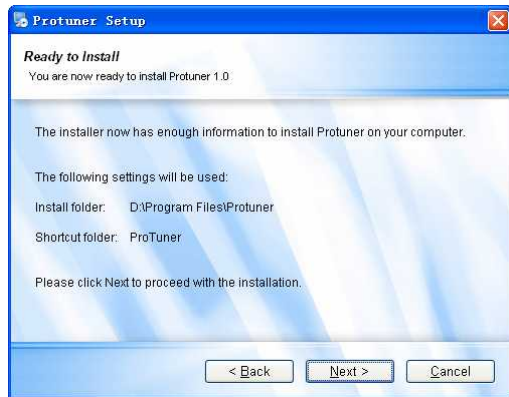 Protuner Setup
Ready to Install
You are now ready to install Protuner 1.0
The installer now has enough information to install Protuner on your computer.
The following settings will be used:
Install folder: D:\Program Files\Protuner
Shortcut folder: ProTuner
Please click Next to proceed with the installation.
< Back Next > Cancel